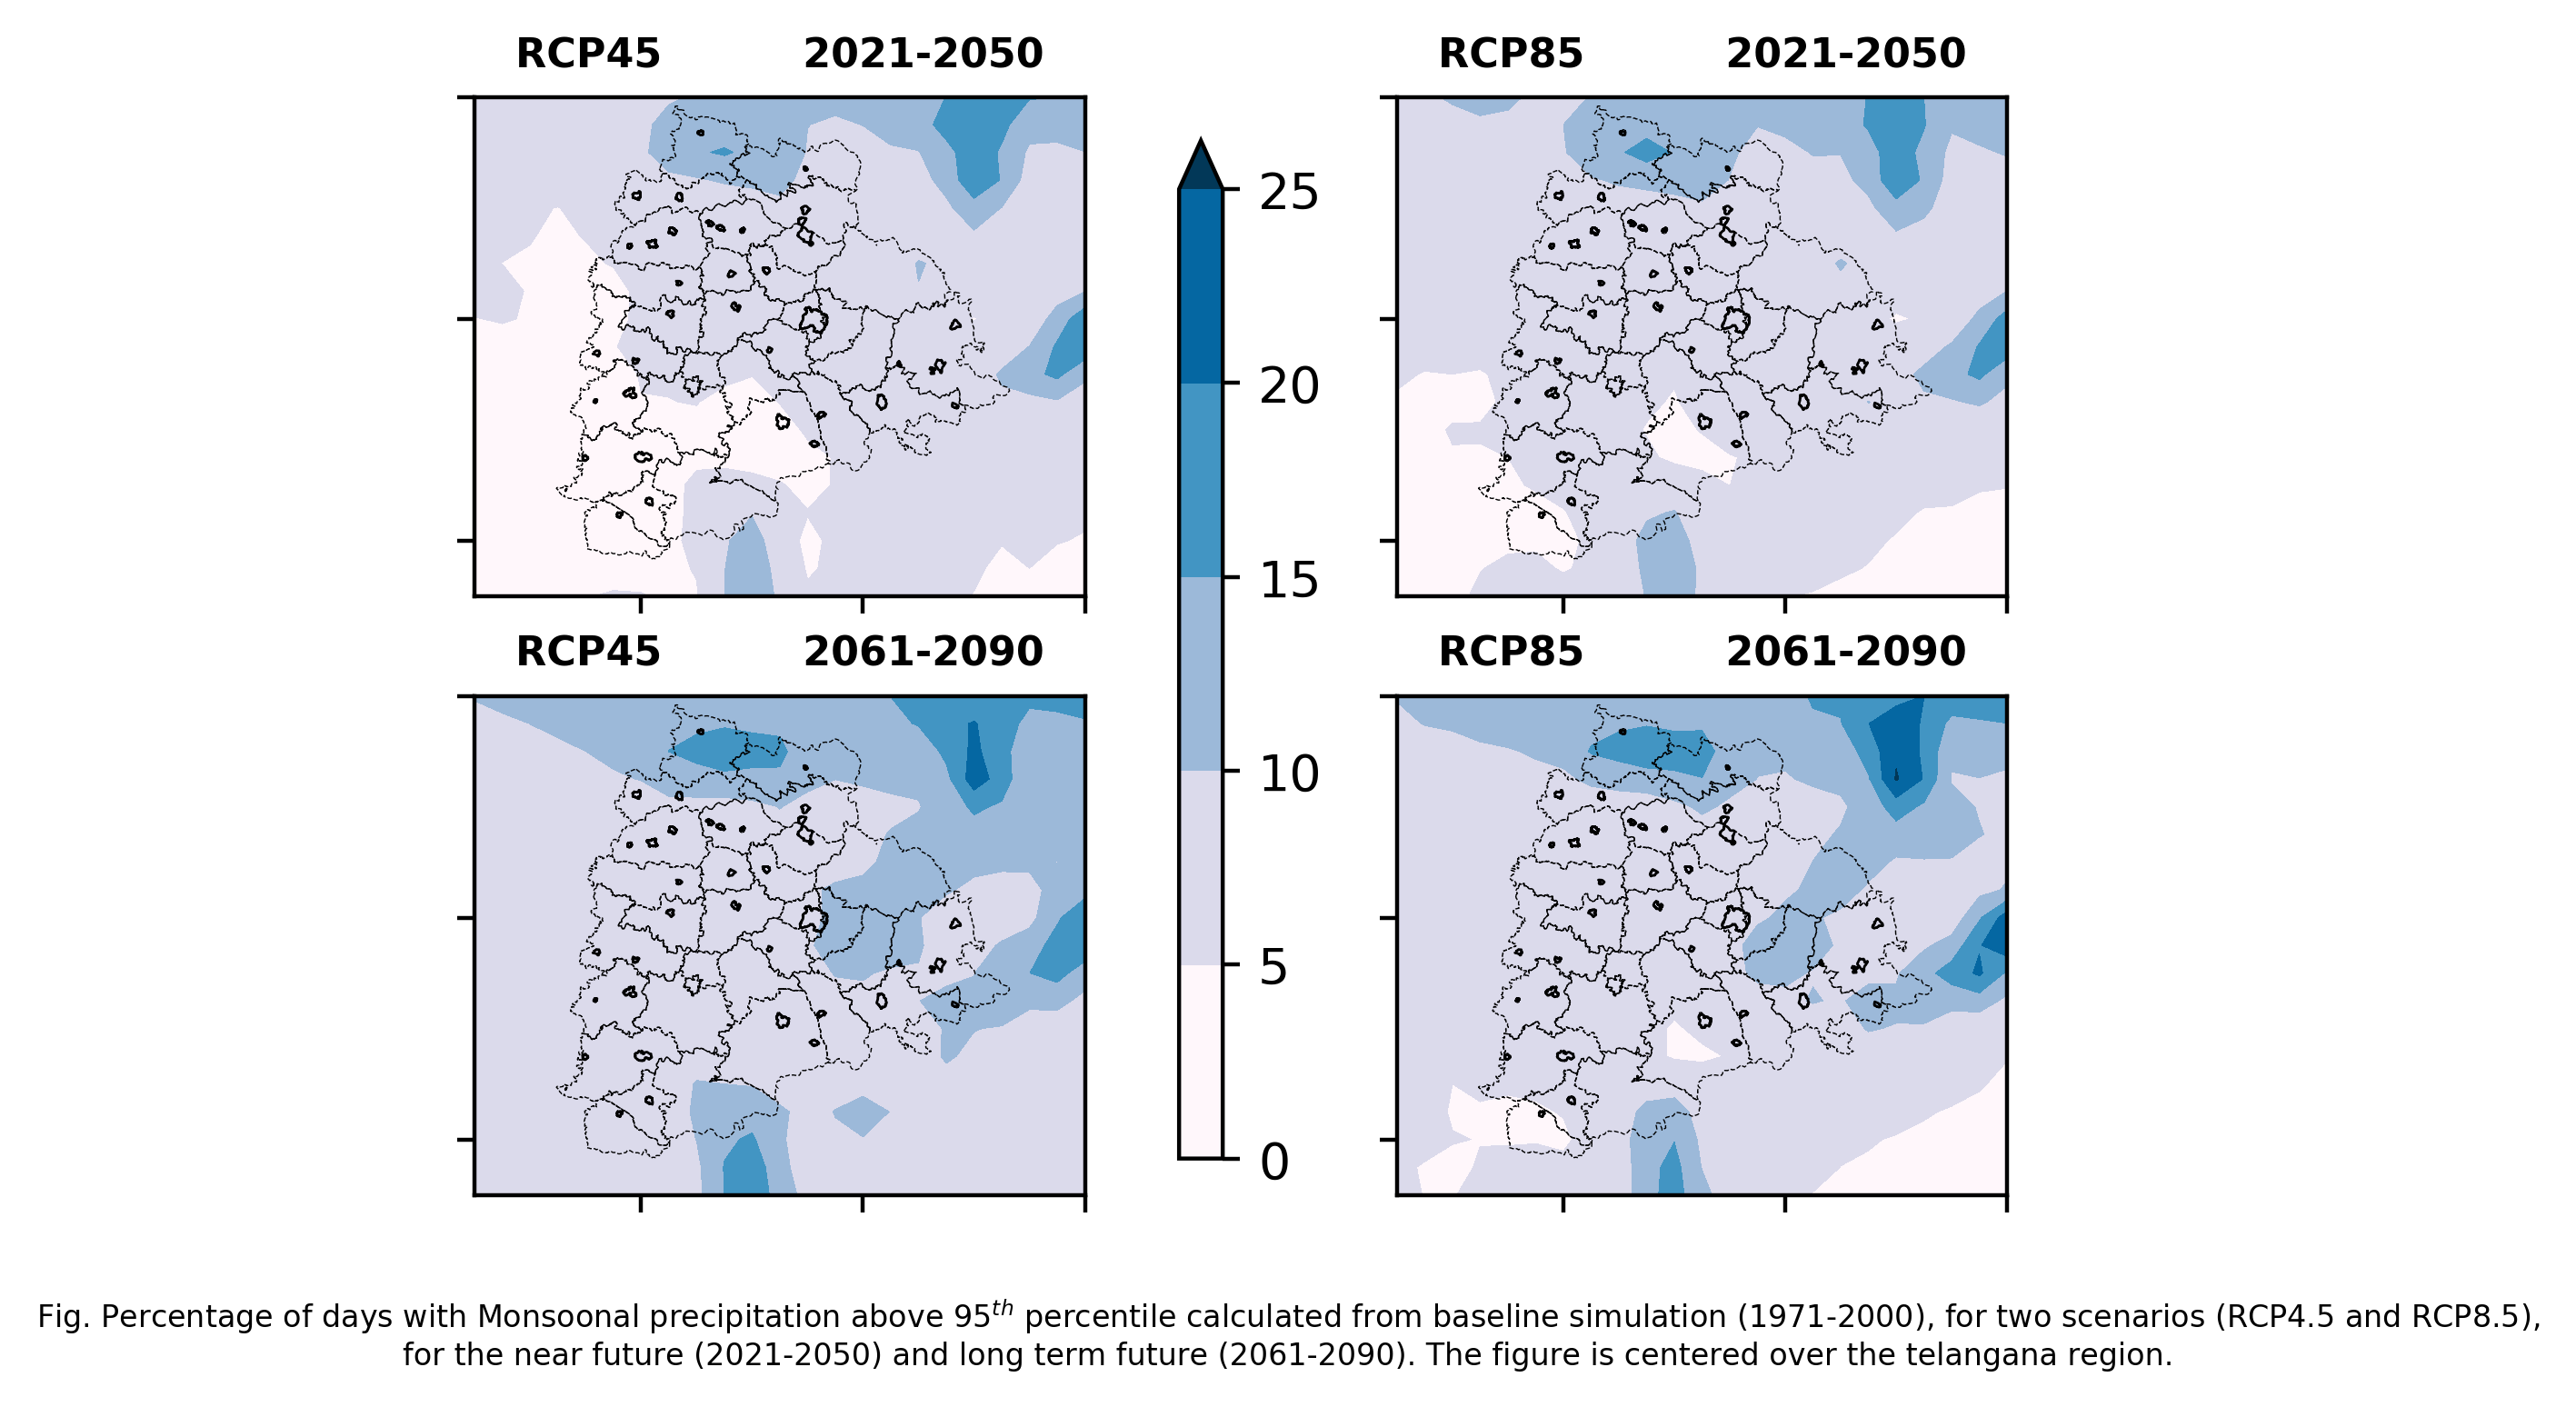 RCP45 2021-2050
RCP85 2021-2050
25
20
15
10
5
0
RCP45 2061-2090
RCP85 2061-2090
Fig. Percentage of days with Monsoonal precipitation above 95th percentile calculated from baseline simulation (1971-2000), for two scenarios (RCP4.5 and RCP8.5),
for the near future (2021-2050) and long term future (2061-2090). The figure is centered over the telangana region.